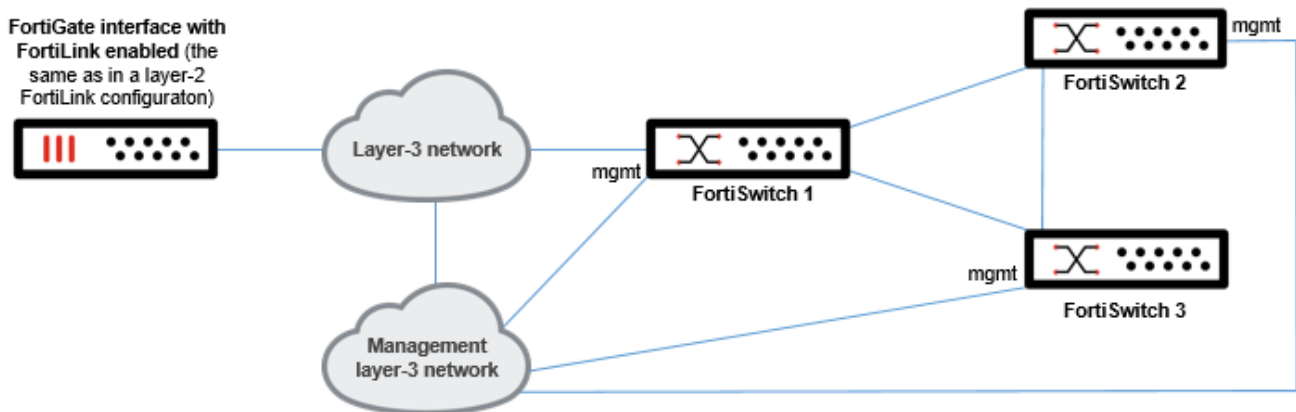 FortiGate interface with
FortiLink enabled (the
same as in a layer-2
FortiLink configuraton)
Layer-3 network
mgmt
FortiSwitch 1
mgmt
FortiSwitch 2
mgmt
FortiSwitch 3
Management
layer-3 network